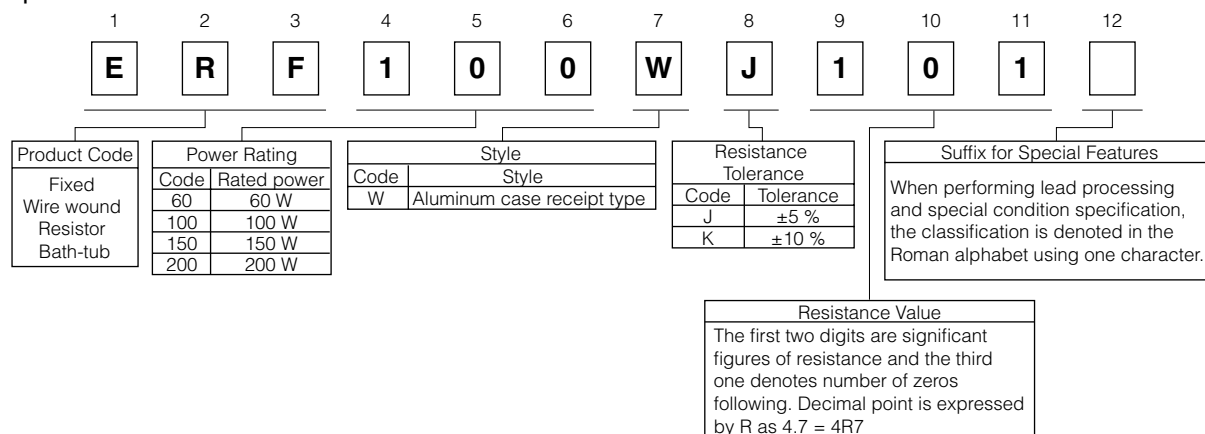 1 2 3 4 5 6 7 8 9 10 11 12
E R F 1 0 0 W J 1 0 1
Product Code
Fixed
Wire wound
Resistor
Bath-tub
Power Rating
Code Rated power
60 60 W
100 100 W
150 150 W
200 200 W
Style
Code Style
W Aluminum case receipt type
Resistance
Tolerance
Code Tolerance
J ±5 %
K ±10 %
Suffix for Special Features
When performing lead processing
and special condition specification,
the classification is denoted in the
Roman alphabet using one character.
Resistance Value
The first two digits are significant
figures of resistance and the third
one denotes number of zeros
following. Decimal point is expressed
by R as 4.7 = 4R7